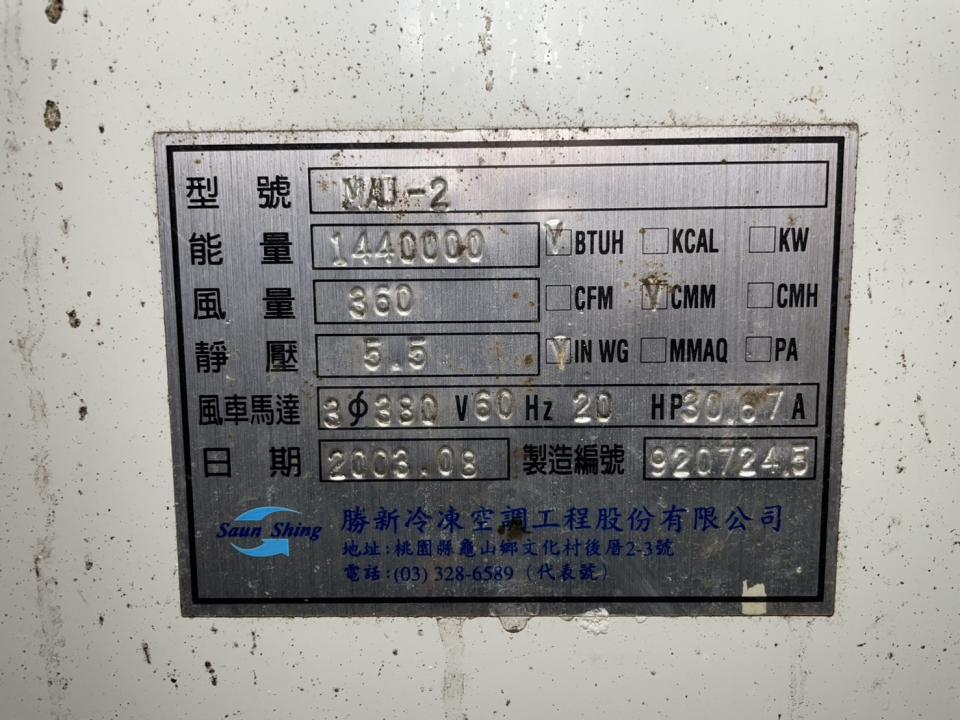 型號 MAU-2
能量 1440000 V BTUH KCAL KW
風量 360 CFM V CMM CMH
靜壓 5.5 V IN WG MMAQ PA
風車馬達 3φ380 V60 Hz 20 HP30.67A
日期 2003.08 製造編號 920724.5
Saun Shing 勝新冷凍空調工程股份有限公司
地址:桃園縣龜山鄉文化村後厝2-3號
電話:(03) 328-6589 (代表號)